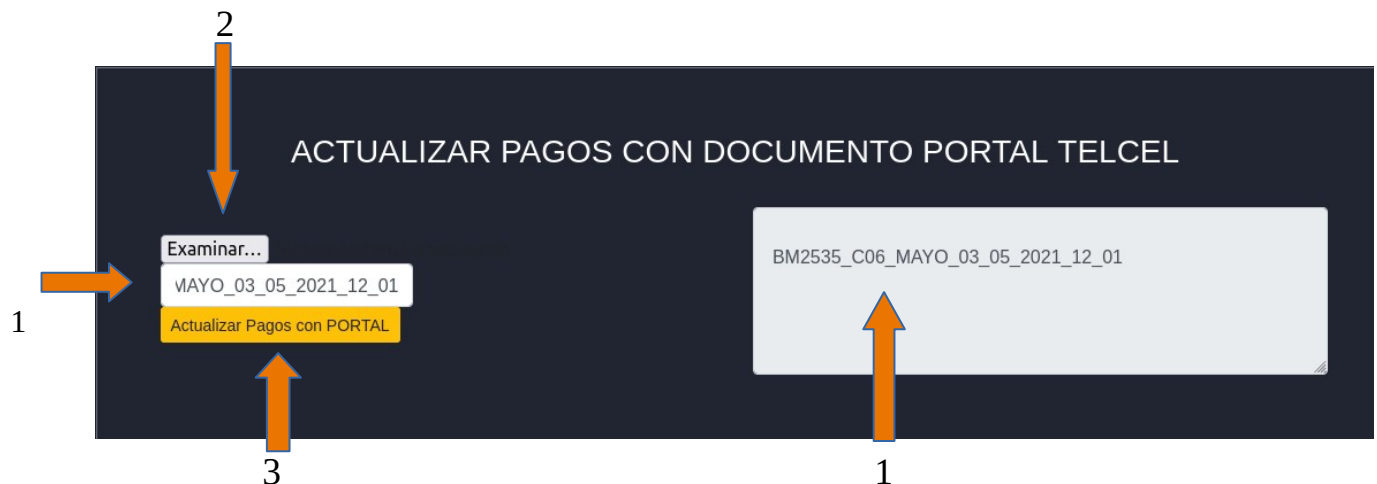 2
ACTUALIZAR PAGOS CON DOCUMENTO PORTAL TELCEL
Examinar...
MAYO_03_05_2021_12_01
BM2535_C06_MAYO_03_05_2021_12_01
1
Actualizar Pagos con PORTAL
3
1